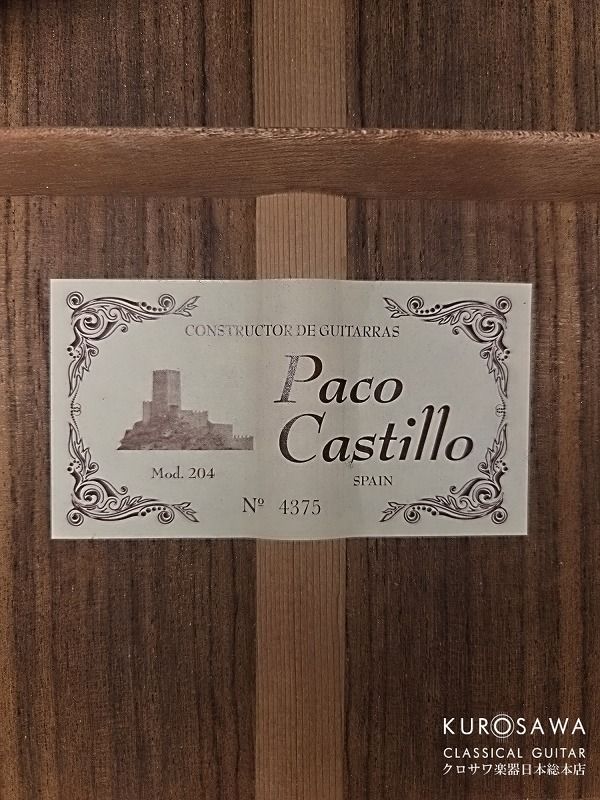 CONSTRUCTOR DE GUITARRAS
Paco
Castillo
Mod. 204
SPAIN
Nº 4375
KUROSAWA
CLASSICAL GUITAR
クロサワ楽器日本総本店